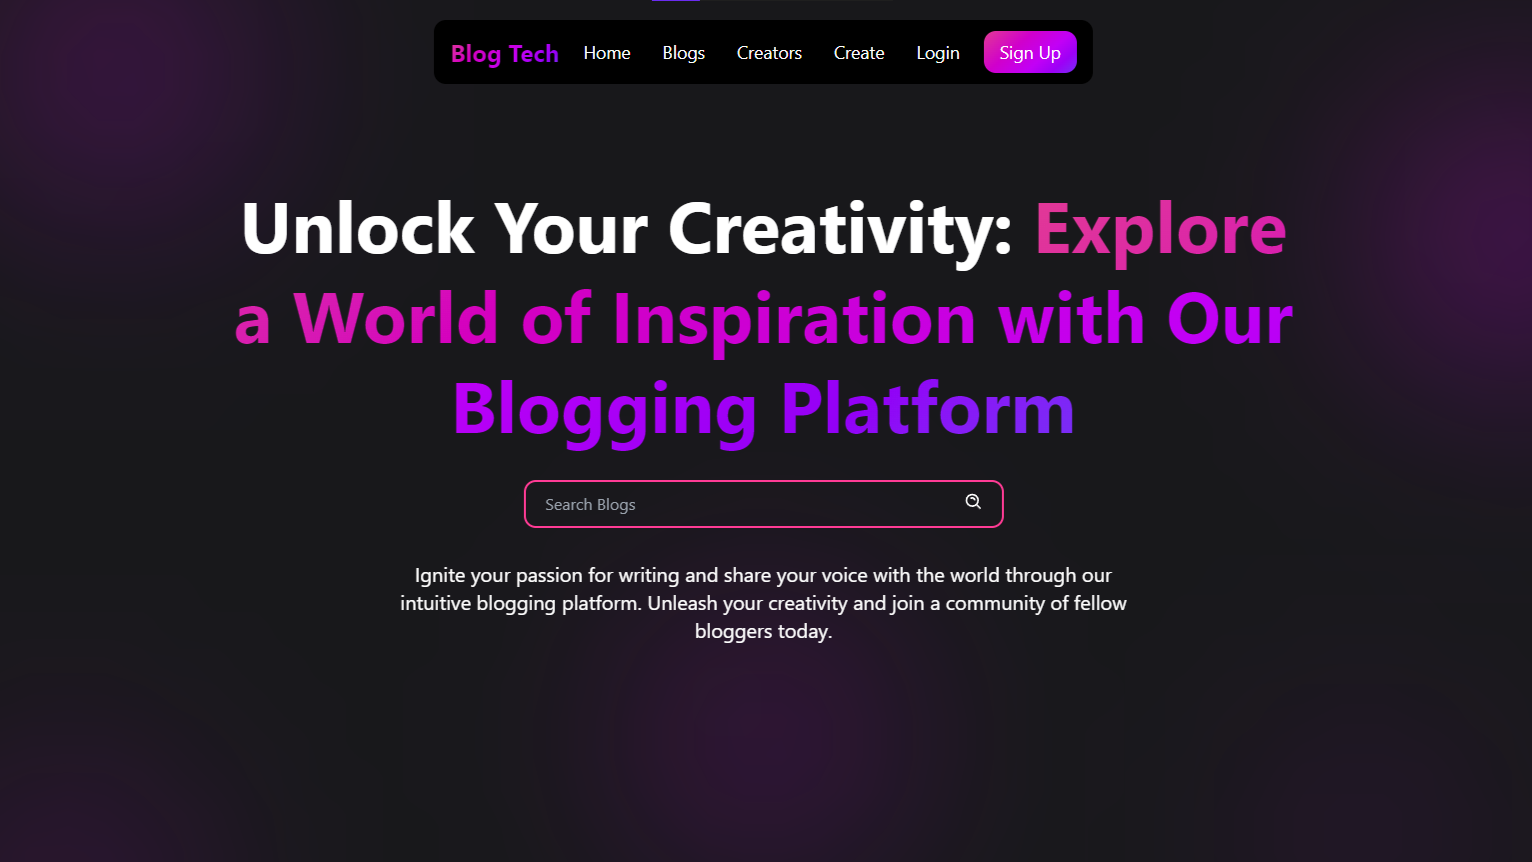 Blog Tech Home Blogs Creators Create Login Sign Up
Unlock Your Creativity: Explore
a World of Inspiration with Our
Blogging Platform
Search Blogs
Ignite your passion for writing and share your voice with the world through our
intuitive blogging platform. Unleash your creativity and join a community of fellow
bloggers today.